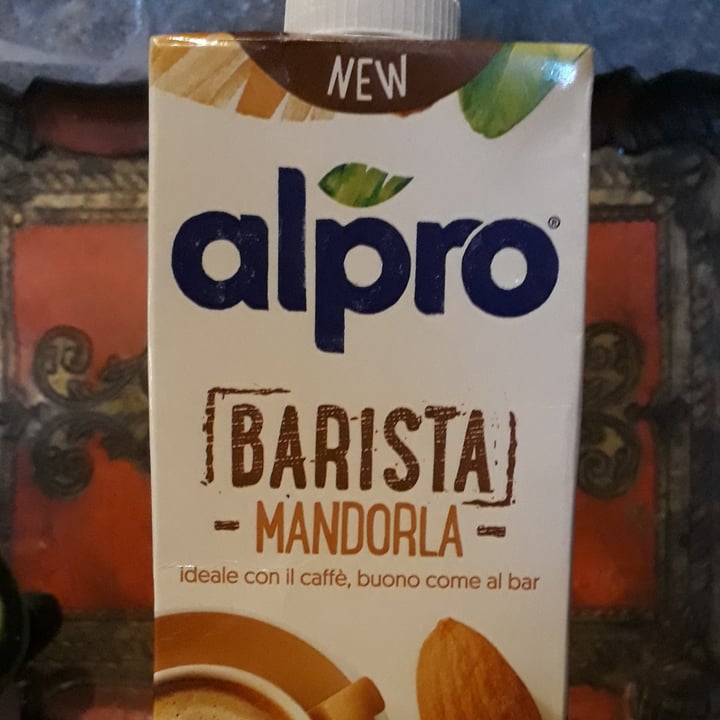 NEW
alpro®
BARISTA
- MANDORLA -
ideale con il caffè, buono come al bar